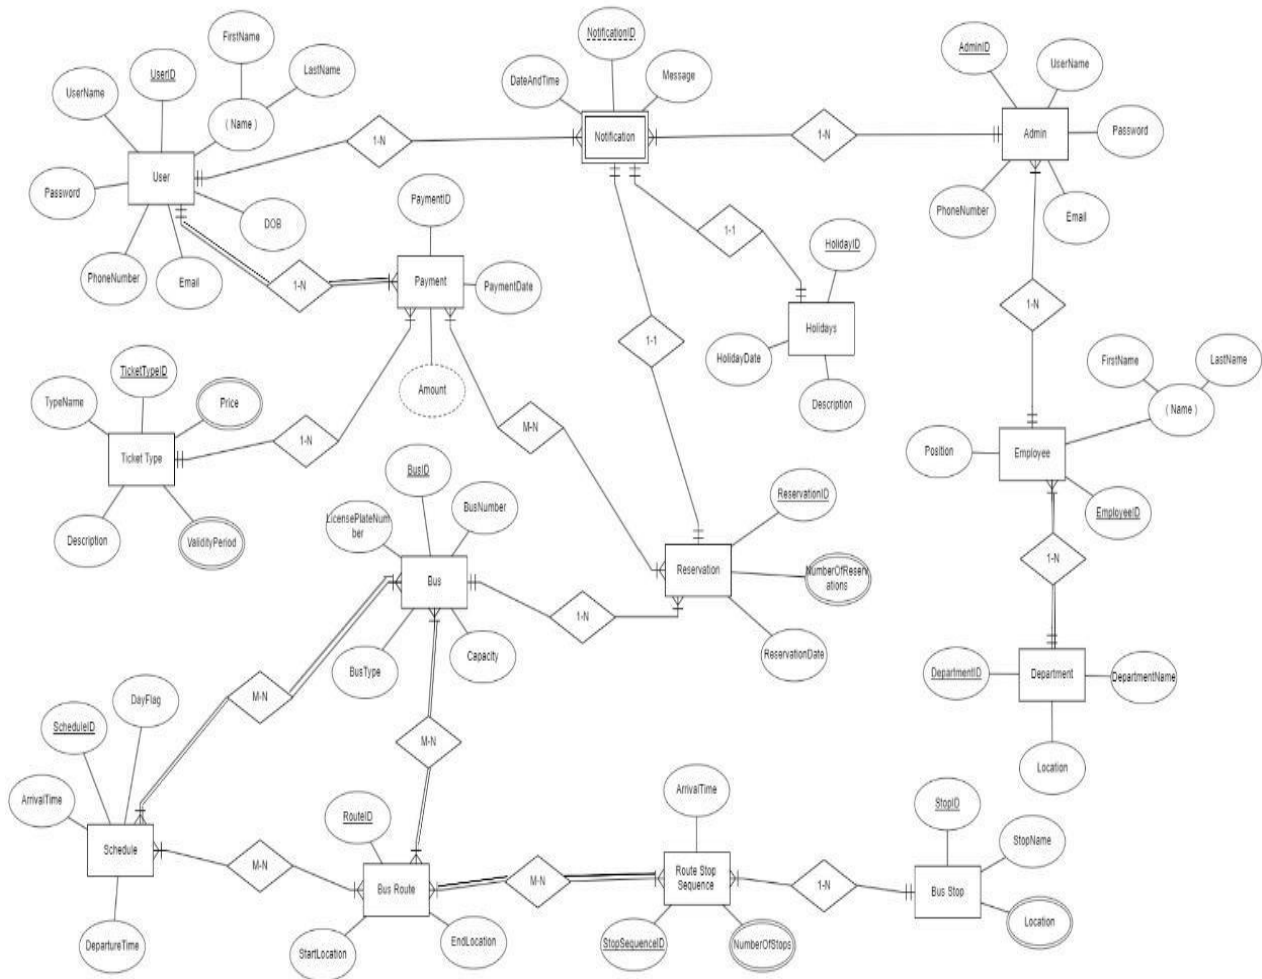 NotificationID
FirstName
AdminID
UserID
LastName
UserName
DateAndTime
Message
UserName
( Name )
Notification
1-N
1-N
Admin
Password
User
Password
PaymentID
PhoneNumber
Email
DOB
1-1
HolidayID
PhoneNumber
Email
1-N
Payment
PaymentDate
1-N
Holidays
1-1
HolidayDate
FirstName
LastName
TicketTypeID
Price
Amount
TypeName
Description
( Name )
M-N
1-N
Ticket Type
Position
Employee
BusID
ReservationID
BusNumber
LicensePlateNum
ber
EmployeeID
Description
ValidityPeriod
1-N
Reservation
NumberOfReserv
ations
Bus
1-N
ReservationDate
BusType
Capacity
DepartmentID
Department
DepartmentName
M-N
DayFlag
ScheduleID
M-N
Location
ArrivalTime
ArrivalTime
StopID
RouteID
StopName
Schedule
M-N
Bus Route
M-N
Route Stop
Sequence
1-N
Bus Stop
Location
DepartureTime
StartLocation
EndLocation
StopSequenceID
NumberOfStops